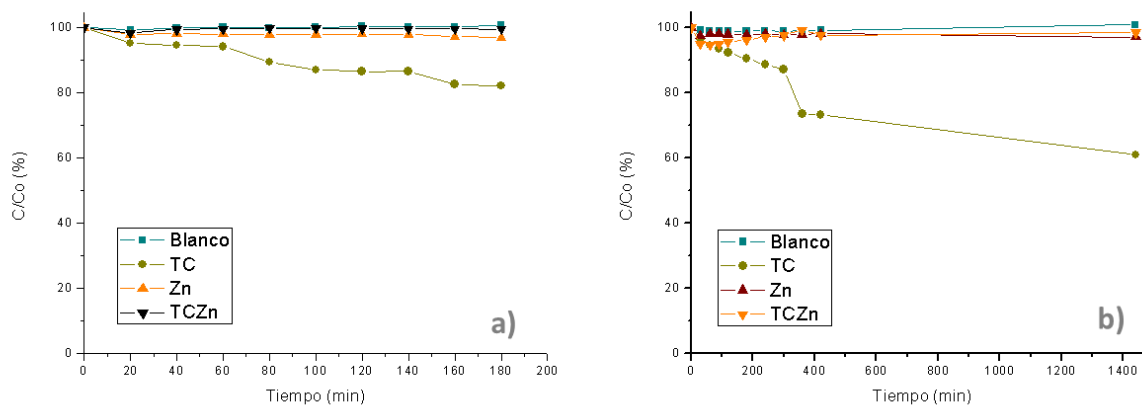 100
80
60
40
20
0
C/Co (%)
Blanco
TC
Zn
TCZn
a)
0 20 40 60 80 100 120 140 160 180 200
Tiempo (min)
100
80
60
40
20
0
C/Co (%)
Blanco
TC
Zn
TCZn
b)
0 200 400 600 800 1000 1200 1400
Tiempo (min)